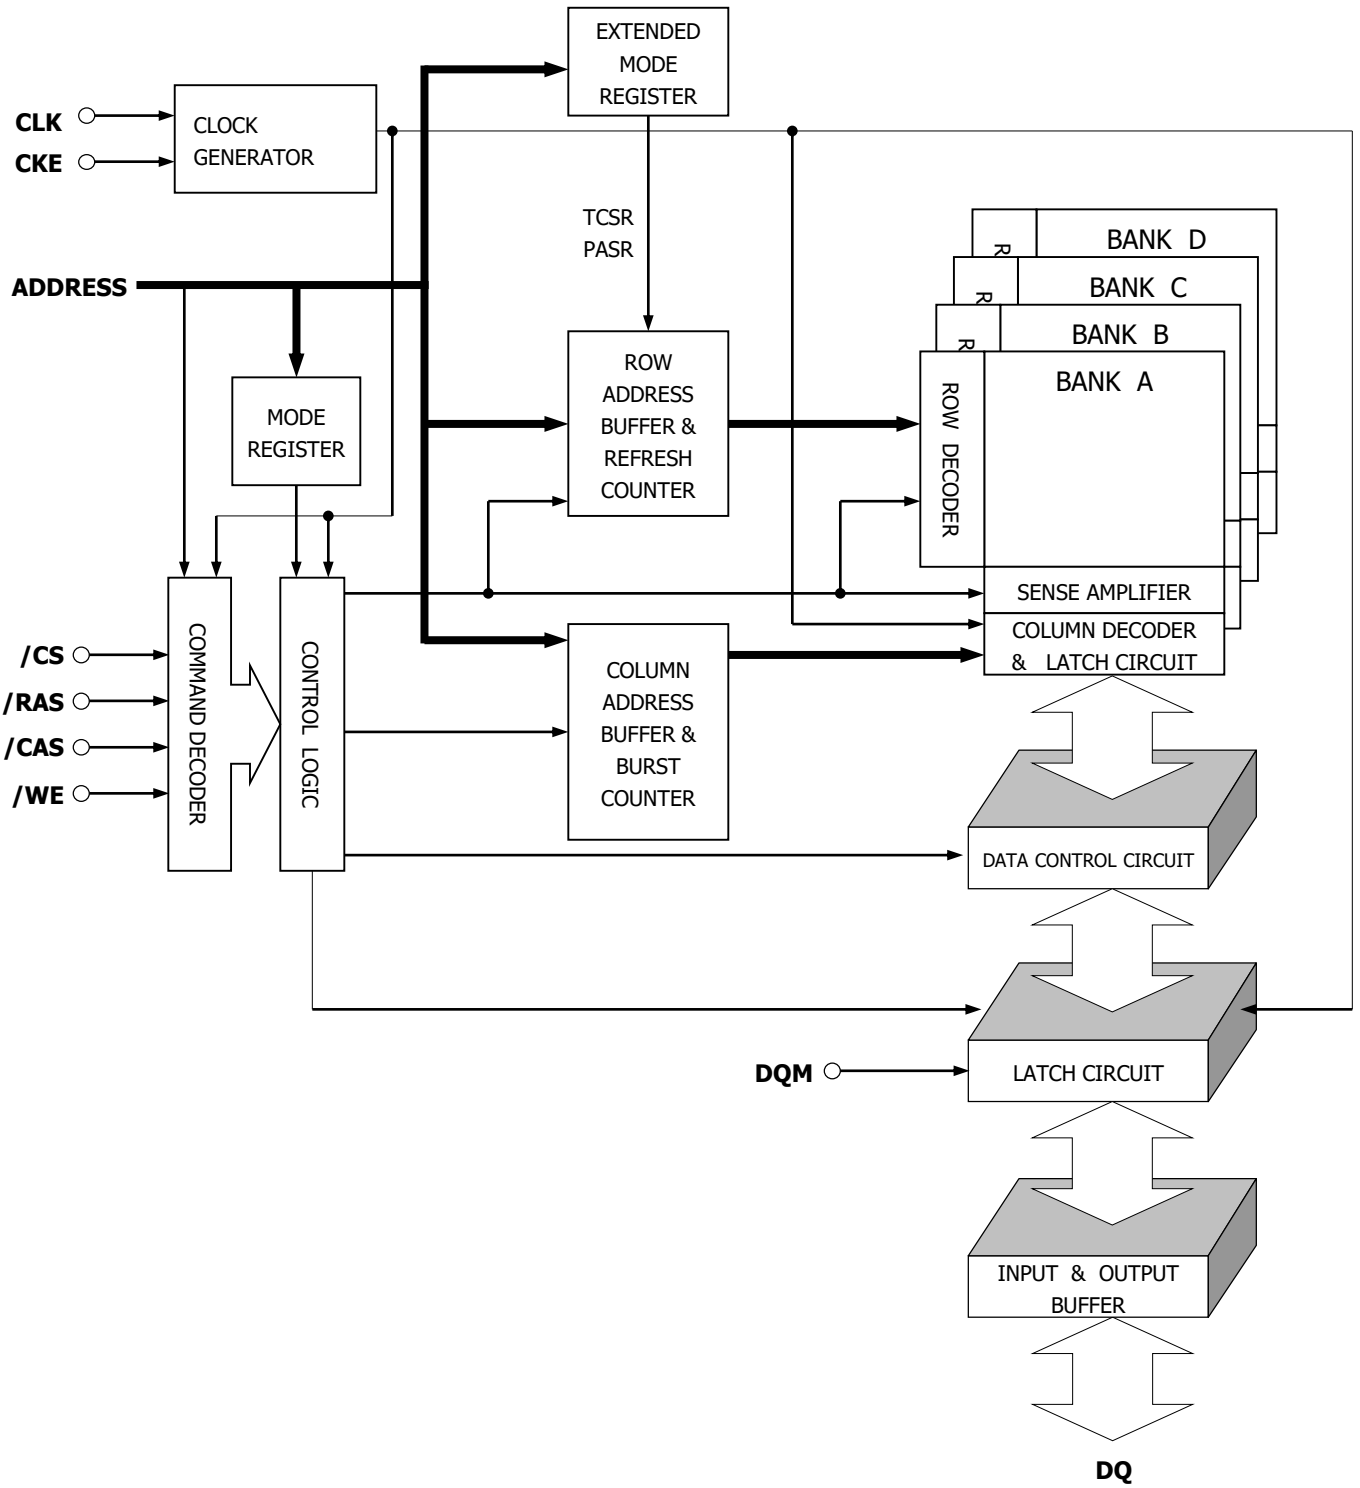 EXTENDED
MODE
REGISTER
CLK
CKE
CLOCK
GENERATOR
TCSR
PASR
ADDRESS
R
BANK D
R
BANK C
R
BANK B
ROW DECODER
BANK A
MODE
REGISTER
ROW
ADDRESS
BUFFER &
REFRESH
COUNTER
SENSE AMPLIFIER
COLUMN DECODER
& LATCH CIRCUIT
/CS
/RAS
/CAS
/WE
COMMAND DECODER
CONTROL LOGIC
COLUMN
ADDRESS
BUFFER &
BURST
COUNTER
DATA CONTROL CIRCUIT
DQM
LATCH CIRCUIT
INPUT & OUTPUT
BUFFER
DQ